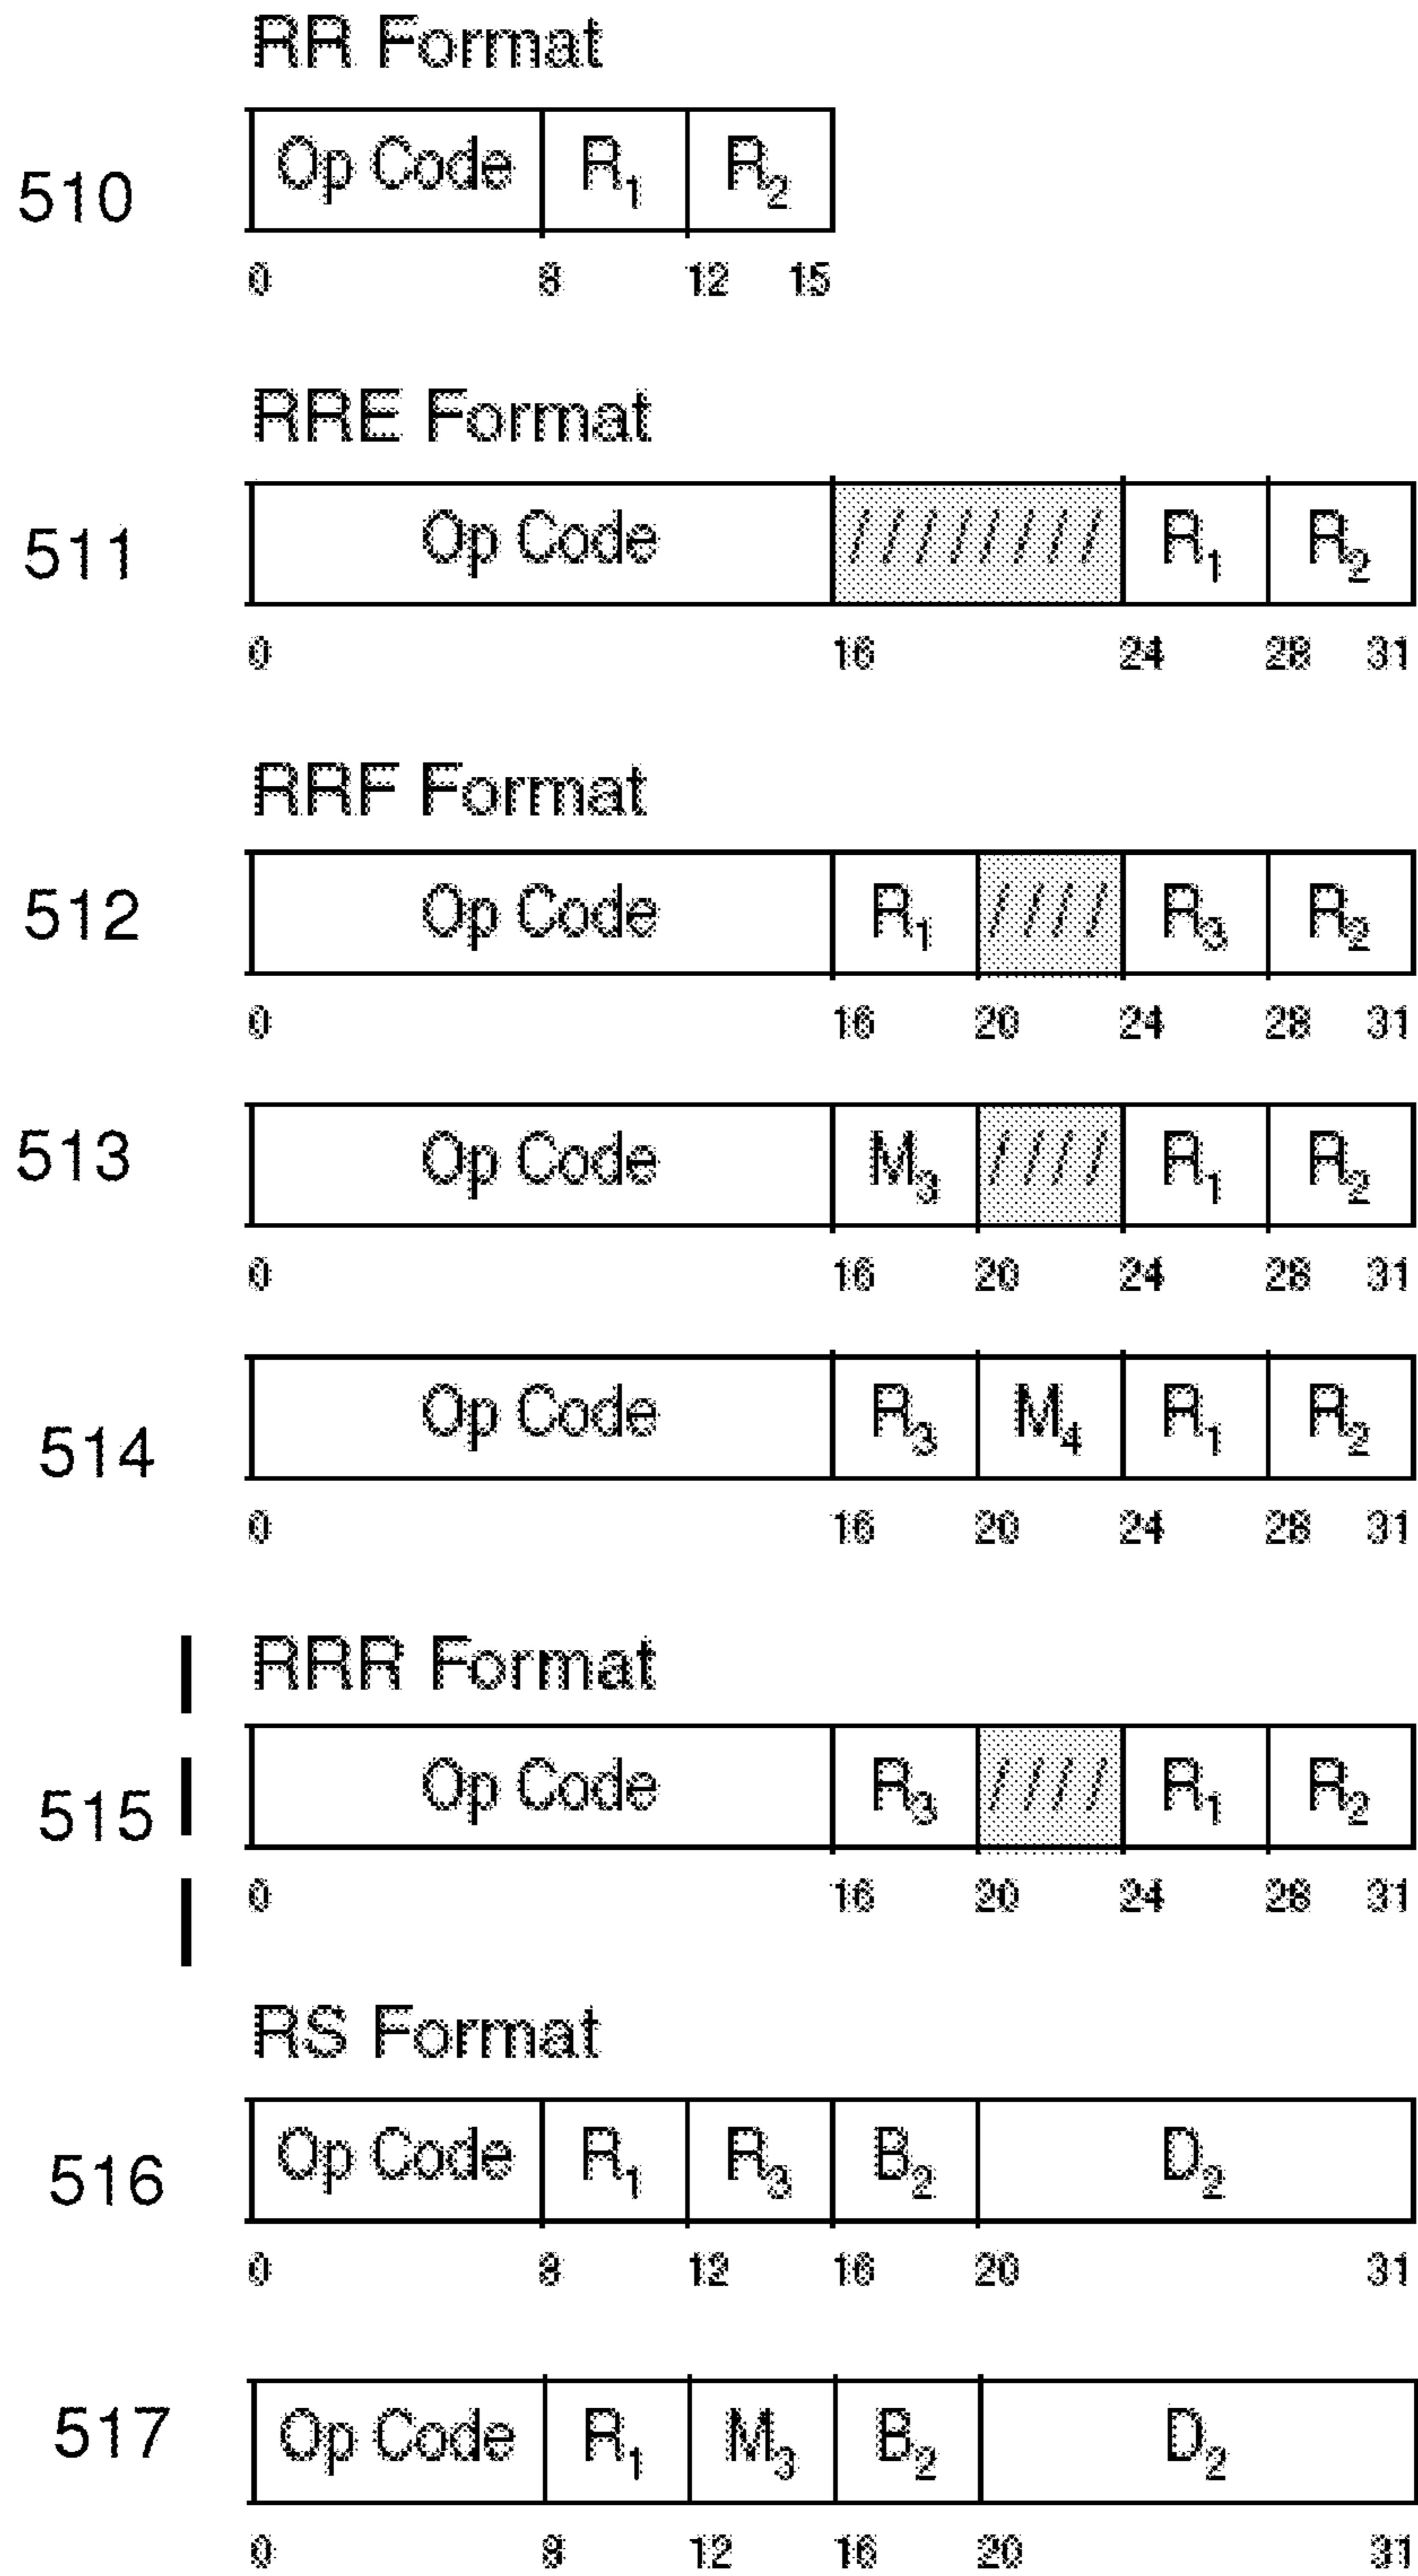 RR Format
510 Op Code R₁ R₂
0 8 12 15
RRE Format
511 Op Code //////// R₁ R₂
0 16 24 28 31
RRF Format
512 Op Code R₁ //// R₃ R₂
0 16 20 24 28 31
513 Op Code M₃ //// R₁ R₂
0 16 20 24 28 31
514 Op Code R₃ M₄ R₁ R₂
0 16 20 24 28 31
RRR Format
515 Op Code R₃ //// R₁ R₂
0 16 20 24 28 31
RS Format
516 Op Code R₁ R₃ B₂ D₂
0 8 12 16 20 31
517 Op Code R₁ M₃ B₂ D₂
0 8 12 16 20 31